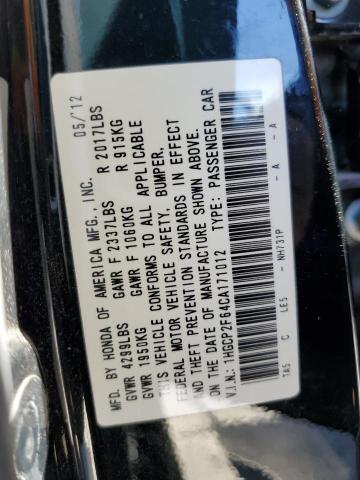 MFD. BY HONDA OF AMERICA MFG., INC. 05/'12
GVWR 4299LBS GAWR F 2337LBS R 2017LBS
GVWR 1950KG GAWR F 1060KG R 915KG
THIS VEHICLE CONFORMS TO ALL APPLICABLE
FEDERAL MOTOR VEHICLE SAFETY, BUMPER,
AND THEFT PREVENTION STANDARDS IN EFFECT
ON THE DATE OF MANUFACTURE SHOWN ABOVE.
V.I.N.: 1HGCP2F64CA171012 TYPE: PASSENGER CAR
TA5 C LE5 - NH731P - A - A